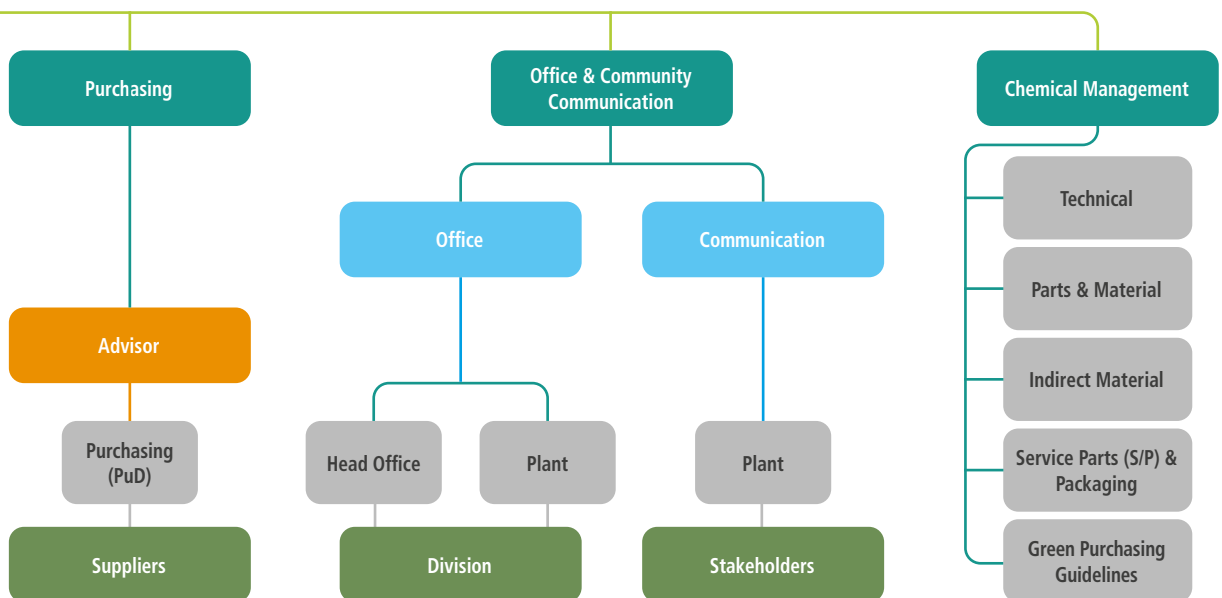 Purchasing
Office & Community
Communication
Chemical Management
Office
Communication
Technical
Parts & Material
Advisor
Indirect Material
Purchasing
(PuD)
Head Office
Plant
Plant
Service Parts (S/P) &
Packaging
Suppliers
Division
Stakeholders
Green Purchasing
Guidelines